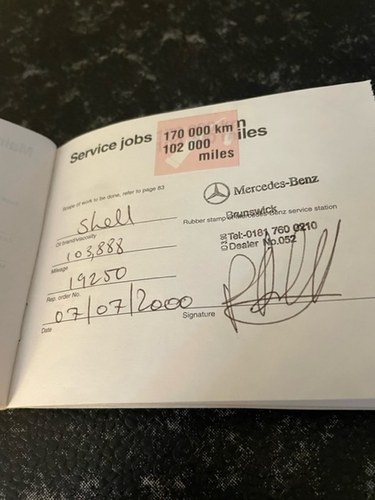 Service jobs
170 000 km
102 000
miles
n
iles
Scope of work to be done, refer to page 83
Shell
Oil brand/viscosity
103,888
Mileage
19250
Rep. order No.
07/07/2000
Date
Mercedes-Benz
Brunswick
Rubber stamp of Mercedes-Benz service station
Tel:-0161 760 0210
Dealer No.052
Signature